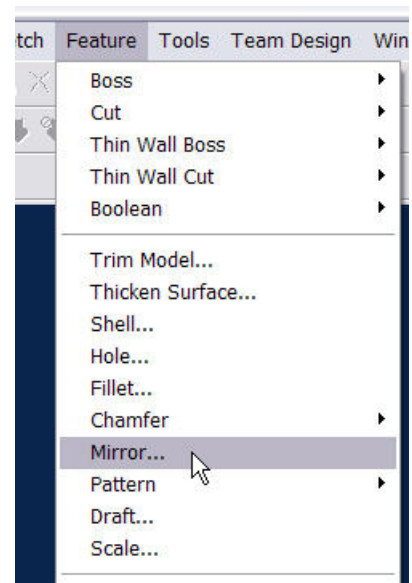 tch Feature Tools Team Design Win
Boss
Cut
Thin Wall Boss
Thin Wall Cut
Boolean
Trim Model...
Thicken Surface...
Shell...
Hole...
Fillet...
Chamfer
Mirror...
Pattern
Draft...
Scale...